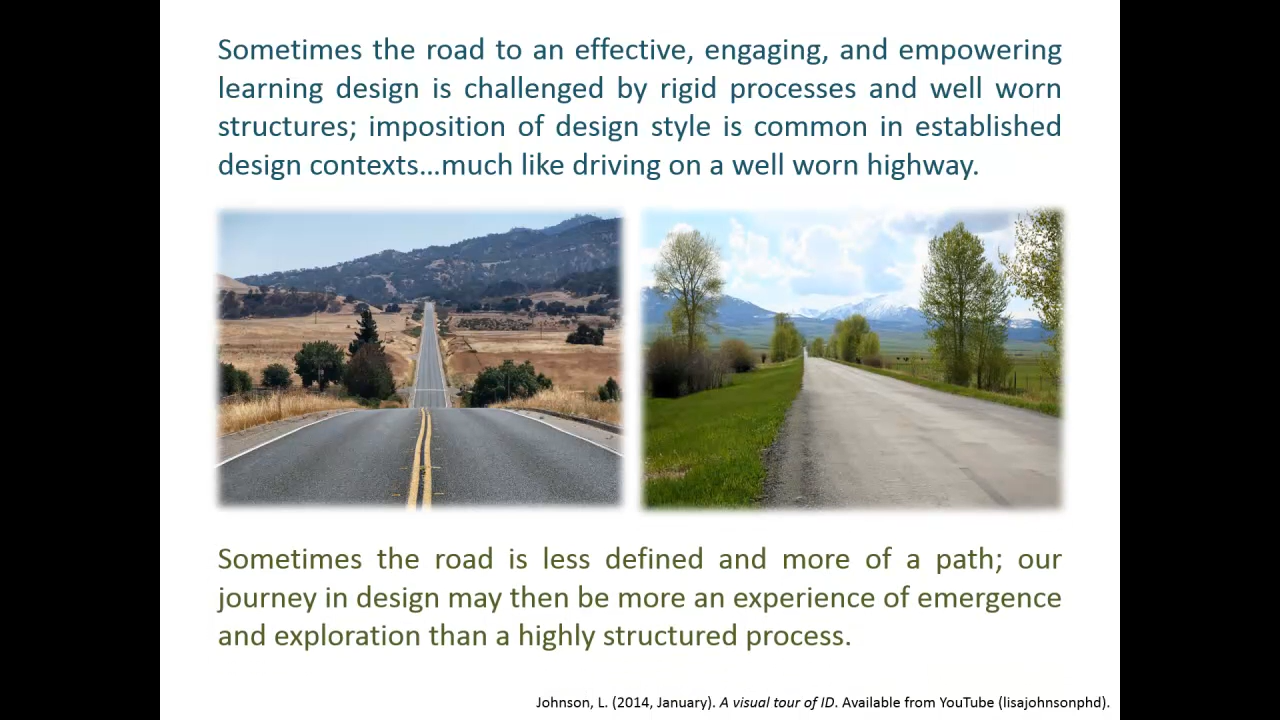 Sometimes the road to an effective, engaging, and empowering
learning design is challenged by rigid processes and well worn
structures; imposition of design style is common in established
design contexts…much like driving on a well worn highway.
Sometimes the road is less defined and more of a path; our
journey in design may then be more an experience of emergence
and exploration than a highly structured process.
Johnson, L. (2014, January). A visual tour of ID. Available from YouTube (lisajohnsonphd).